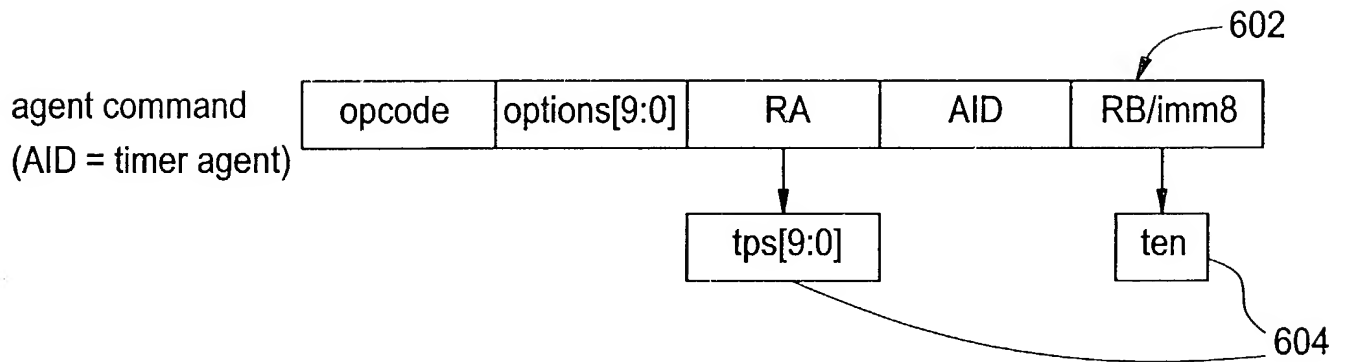 602
agent command
(AID = timer agent)
opcode
options[9:0]
RA
AID
RB/imm8
tps[9:0]
ten
604